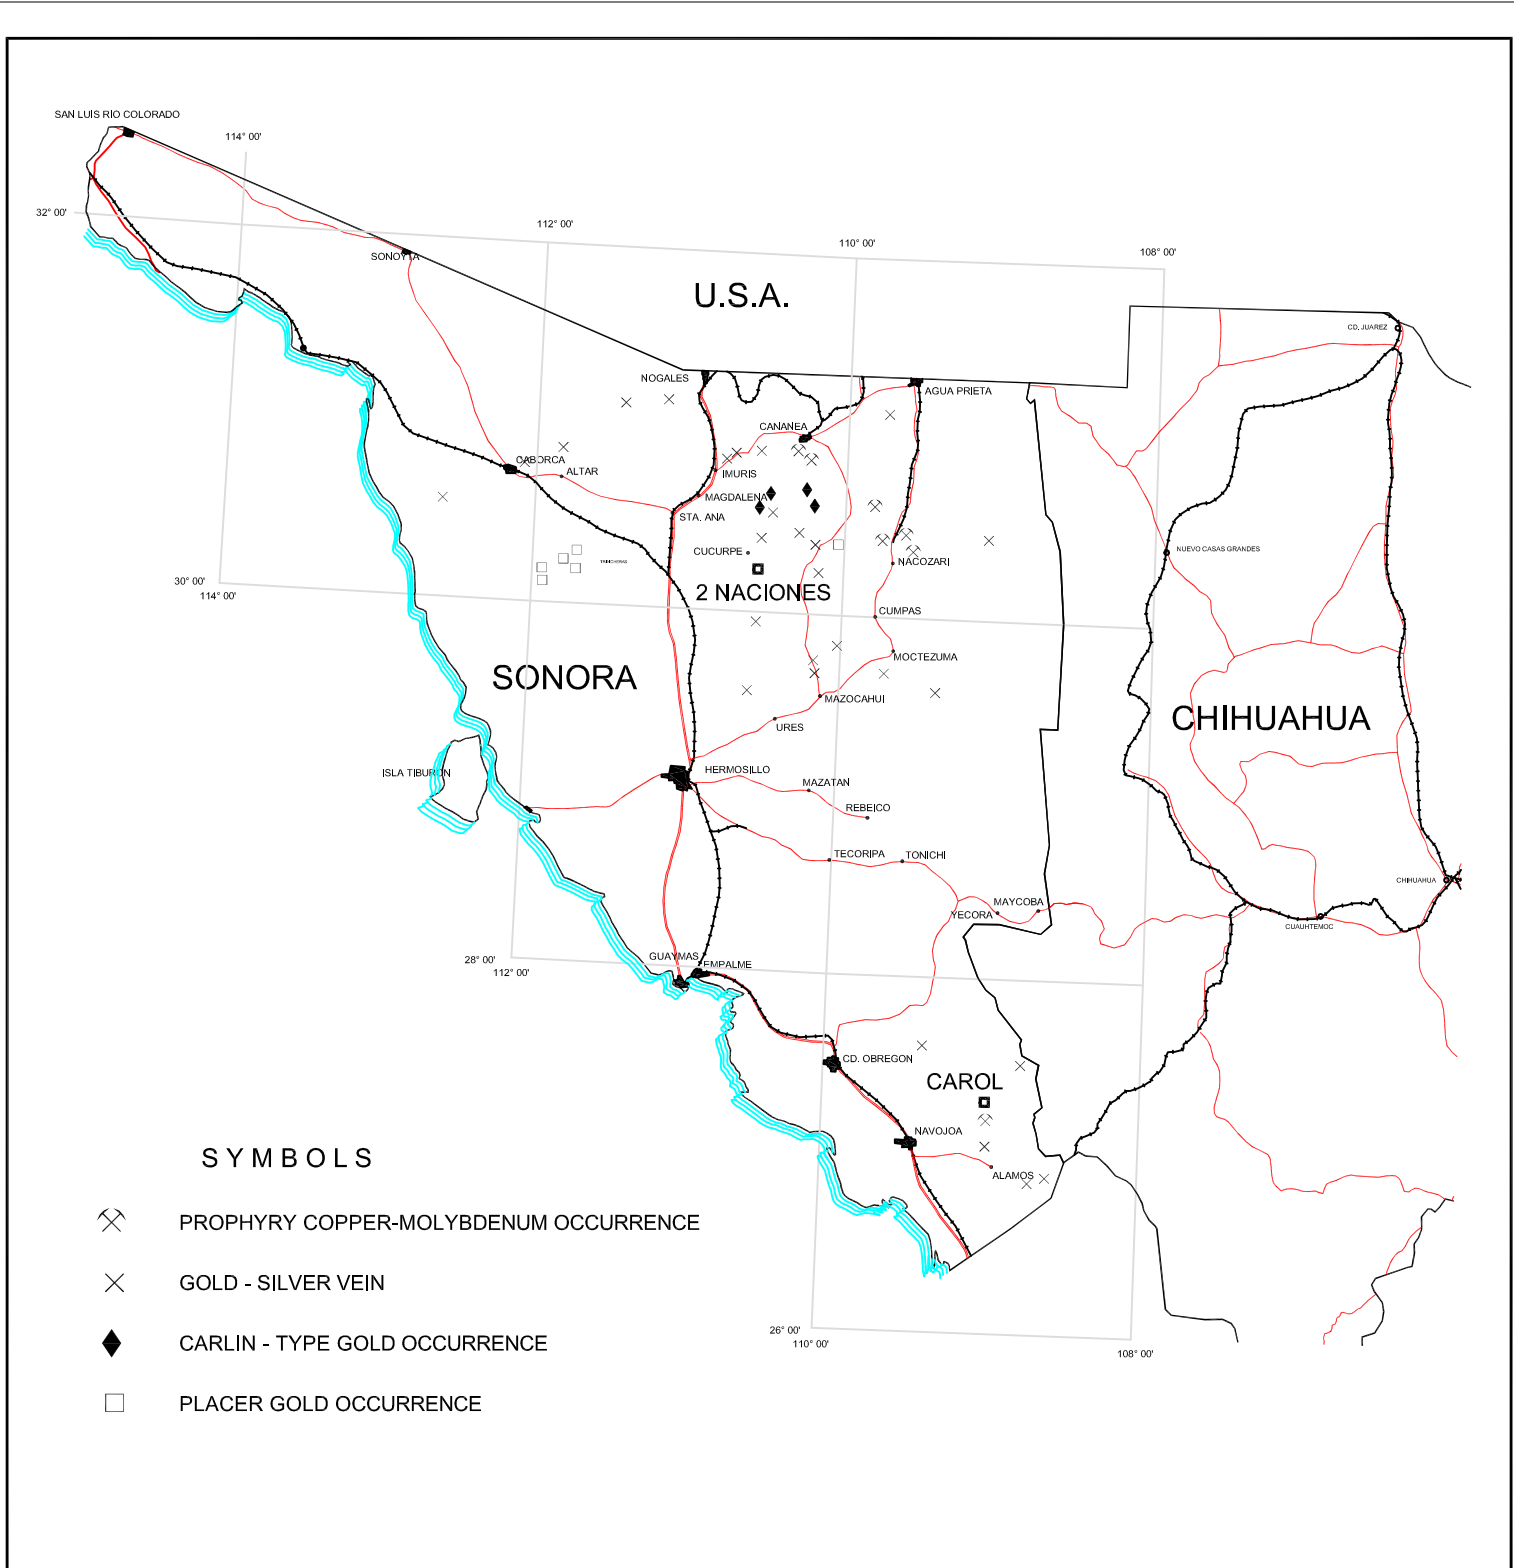 SAN LUIS RIO COLORADO
114° 00'
32° 00'
112° 00'
110° 00'
108° 00'
SONOYTA
U.S.A.
CD. JUAREZ
NOGALES
AGUA PRIETA
CANANEA
CABORCA
ALTAR
IMURIS
MAGDALENA
STA. ANA
CUCURPE
NUEVO CASAS GRANDES
TRINCHERAS
NACOZARI
30° 00'
114° 00'
2 NACIONES
CUMPAS
MOCTEZUMA
SONORA
MAZOCAHUI
CHIHUAHUA
URES
ISLA TIBURON
HERMOSILLO
MAZATAN
REBEICO
TECORIPA
TONICHI
CHIHUAHUA
MAYCOBA
YECORA
CUAUHTEMOC
28° 00'
112° 00'
GUAYMAS
EMPALME
CD. OBREGON
CAROL
NAVOJOA
ALAMOS
SYMBOLS
PROPHYRY COPPER-MOLYBDENUM OCCURRENCE
GOLD - SILVER VEIN
CARLIN - TYPE GOLD OCCURRENCE
26° 00'
110° 00'
108° 00'
PLACER GOLD OCCURRENCE